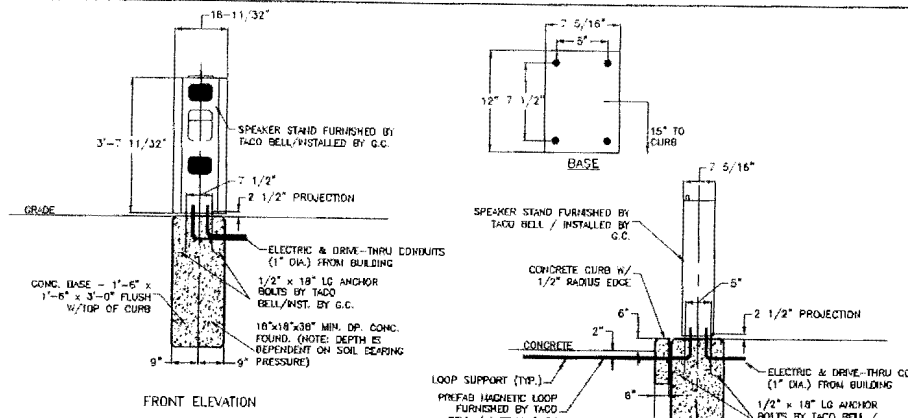 16-11/32"
3'-7 11/32"
SPEAKER STAND FURNISHED BY
TACO BELL/INSTALLED BY G.C.
7 1/2"
2 1/2" PROJECTION
GRADE
ELECTRIC & DRIVE-THRU CONDUITS
(1" DIA.) FROM BUILDING
1/2" x 18" LG ANCHOR
BOLTS BY TACO
BELL/INST. BY G.C.
CONC. BASE - 1'-6" x
1'-6" x 3'-0" FLUSH
W/TOP OF CURB
18"x18"x36" MIN. DP. CONC.
FOUND. (NOTE: DEPTH IS
DEPENDENT ON SOIL BEARING
PRESSURE)
9"
9"
FRONT ELEVATION
7 5/16"
5"
12"
7 1/2"
15" TO
CURB
BASE
7 5/16"
SPEAKER STAND FURNISHED BY
TACO BELL / INSTALLED BY
G.C.
CONCRETE CURB W/
1/2" RADIUS EDGE
5"
6"
2 1/2" PROJECTION
2"
CONCRETE
LOOP SUPPORT (TYP.)
ELECTRIC & DRIVE-THRU CO
(1" DIA.) FROM BUILDING
PREFAB MAGNETIC LOOP
FURNISHED BY TACO
1/2" x 18" LG ANCHOR
BOLTS BY TACO BELL /